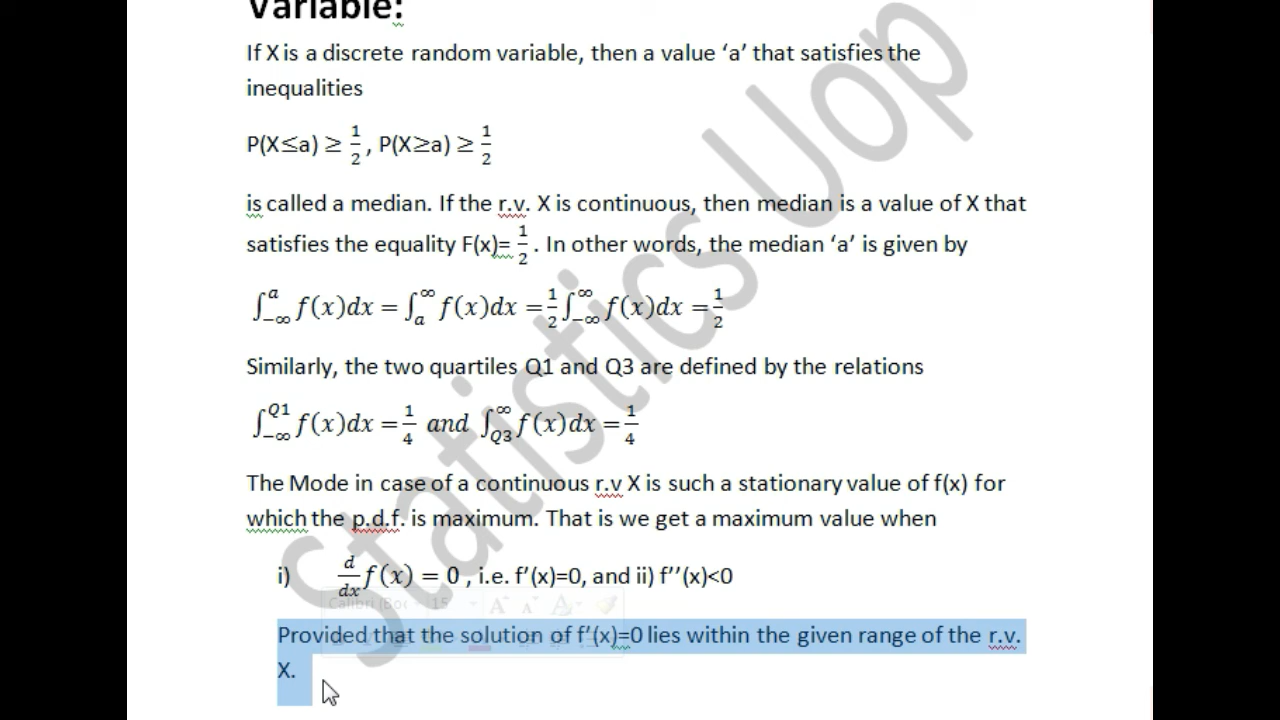 Variable:
If X is a discrete random variable, then a value ‘a’ that satisfies the
inequalities
P(X≤a) ≥ 1/2 , P(X≥a) ≥ 1/2
is called a median. If the r.v. X is continuous, then median is a value of X that
satisfies the equality F(x)= 1/2 . In other words, the median ‘a’ is given by
∫_{-∞}^{a} f(x)dx = ∫_{a}^{∞} f(x)dx = 1/2 ∫_{-∞}^{∞} f(x)dx = 1/2
Similarly, the two quartiles Q1 and Q3 are defined by the relations
∫_{-∞}^{Q1} f(x)dx = 1/4 and ∫_{Q3}^{∞} f(x)dx = 1/4
The Mode in case of a continuous r.v X is such a stationary value of f(x) for
which the p.d.f. is maximum. That is we get a maximum value when
i) d/dx f(x) = 0 , i.e. f’(x)=0, and ii) f’’(x)<0
Provided that the solution of f’(x)=0 lies within the given range of the r.v.
X.
Statistics Uop